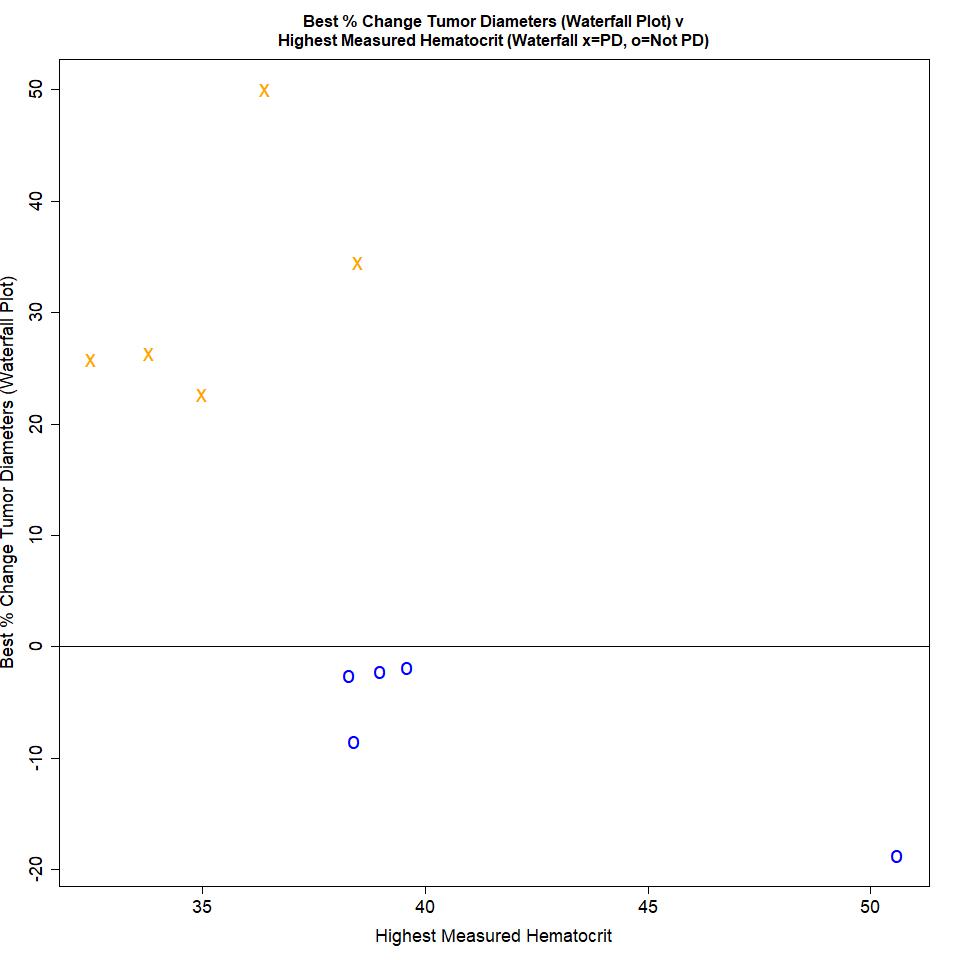 Best % Change Tumor Diameters (Waterfall Plot) v
Highest Measured Hematocrit (Waterfall x=PD, o=Not PD)
Best % Change Tumor Diameters (Waterfall Plot)
50
40
30
20
10
0
-10
-20
X
X
X
X
X
O
O
O
O
O
35
40
45
50
Highest Measured Hematocrit